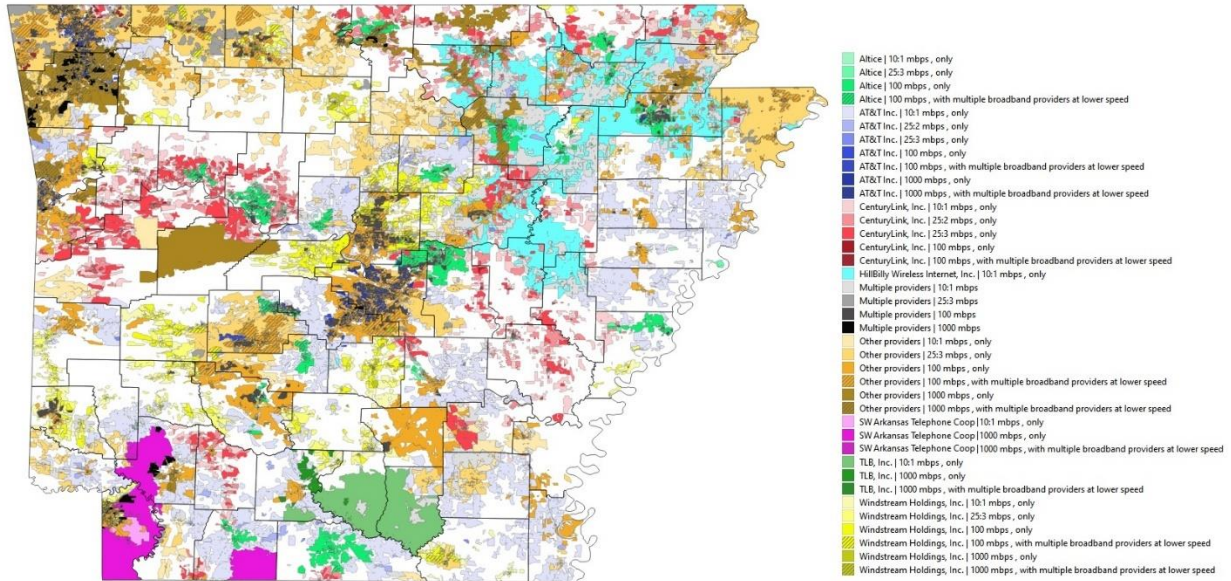 Altice | 10:1 mbps , only
Altice | 25:3 mbps , only
Altice | 100 mbps , only
Altice | 100 mbps , with multiple broadband providers at lower speed
AT&T Inc. | 10:1 mbps , only
AT&T Inc. | 25:2 mbps , only
AT&T Inc. | 25:3 mbps , only
AT&T Inc. | 100 mbps , only
AT&T Inc. | 100 mbps , with multiple broadband providers at lower speed
AT&T Inc. | 1000 mbps , only
AT&T Inc. | 1000 mbps , with multiple broadband providers at lower speed
CenturyLink, Inc. | 10:1 mbps , only
CenturyLink, Inc. | 25:2 mbps , only
CenturyLink, Inc. | 25:3 mbps , only
CenturyLink, Inc. | 100 mbps , only
CenturyLink, Inc. | 100 mbps , with multiple broadband providers at lower speed
HillBilly Wireless Internet, Inc. | 10:1 mbps , only
Multiple providers | 10:1 mbps
Multiple providers | 25:3 mbps
Multiple providers | 100 mbps
Multiple providers | 1000 mbps
Other providers | 10:1 mbps , only
Other providers | 25:3 mbps , only
Other providers | 100 mbps , only
Other providers | 100 mbps , with multiple broadband providers at lower speed
Other providers | 1000 mbps , only
Other providers | 1000 mbps , with multiple broadband providers at lower speed
SW Arkansas Telephone Coop |10:1 mbps , only
SW Arkansas Telephone Coop |1000 mbps , only
SW Arkansas Telephone Coop |1000 mbps , with multiple broadband providers at lower speed
TLB, Inc. | 10:1 mbps , only
TLB, Inc. | 1000 mbps , only
TLB, Inc. | 1000 mbps , with multiple broadband providers at lower speed
Windstream Holdings, Inc. | 10:1 mbps , only
Windstream Holdings, Inc. | 25:3 mbps , only
Windstream Holdings, Inc. | 100 mbps , only
Windstream Holdings, Inc. | 100 mbps , with multiple broadband providers at lower speed
Windstream Holdings, Inc. | 1000 mbps , only
Windstream Holdings, Inc. | 1000 mbps , with multiple broadband providers at lower speed